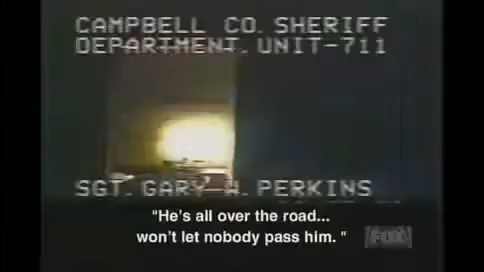 CAMPBELL CO. SHERIFF
DEPARTMENT. UNIT-711
SGT. GARY W. PERKINS
"He's all over the road...
won't let nobody pass him. "
FOX